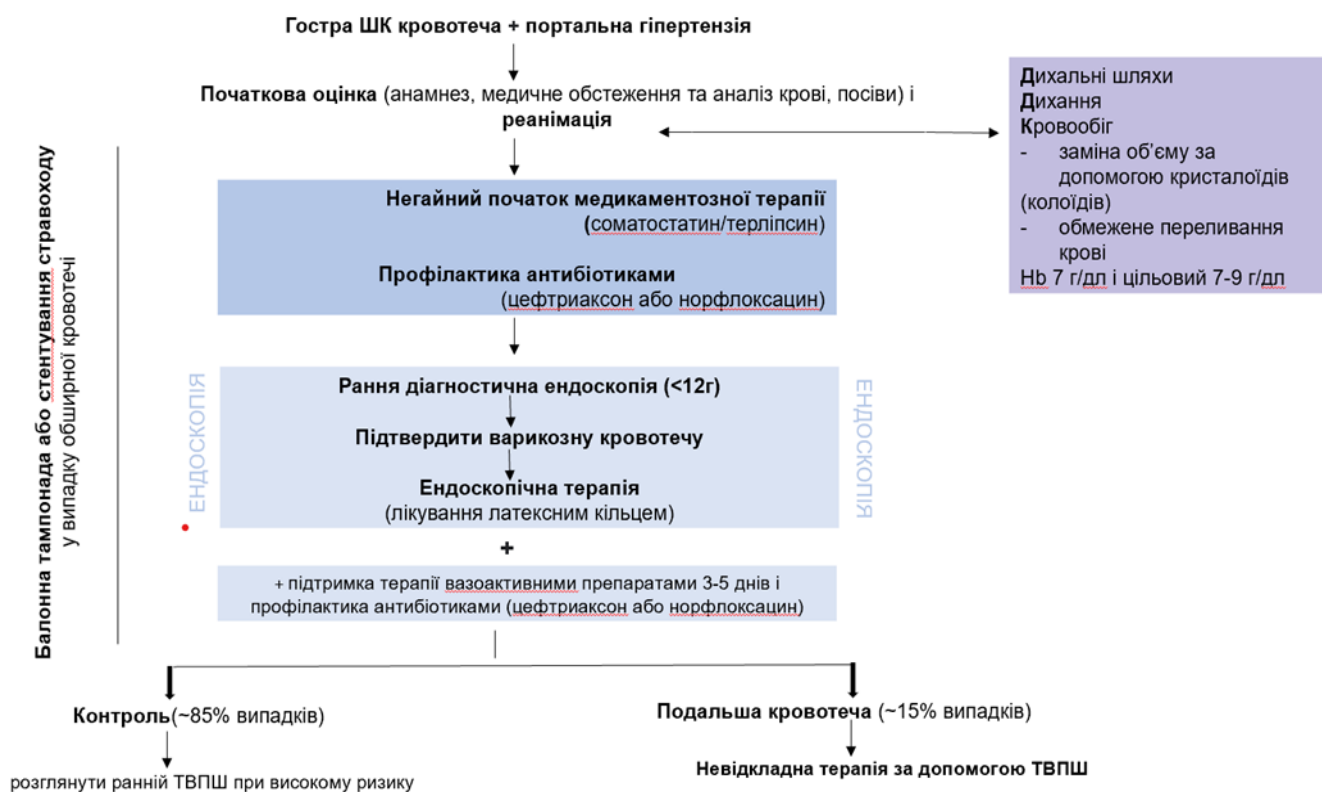 Гостра ШК кровотеча + портальна гіпертензія
Початкова оцінка (анамнез, медичне обстеження та аналіз крові, посіви) і
реанімація
Дихальні шляхи
Дихання
Кровообіг
- заміна об’єму за
допомогою кристалоїдів
(колоїдів)
- обмежене переливання
крові
Hb 7 г/дл і цільовий 7-9 г/дл
Балонна тампонада або стентування стравоходу
у випадку обширної кровотечі
Негайний початок медикаментозної терапії
(соматостатин/терліпсин)
Профілактика антибіотиками
(цефтриаксон або норфлоксацин)
ЕНДОСКОПІЯ
Рання діагностична ендоскопія (<12г)
Підтвердити варикозну кровотечу
Ендоскопічна терапія
(лікування латексним кільцем)
ЕНДОСКОПІЯ
+
+ підтримка терапії вазоактивними препаратами 3-5 днів і
профілактика антибіотиками (цефтриаксон або норфлоксацин)
Контроль(~85% випадків)
Подальша кровотеча (~15% випадків)
розглянути ранній ТВПШ при високому ризику
Невідкладна терапія за допомогою ТВПШ